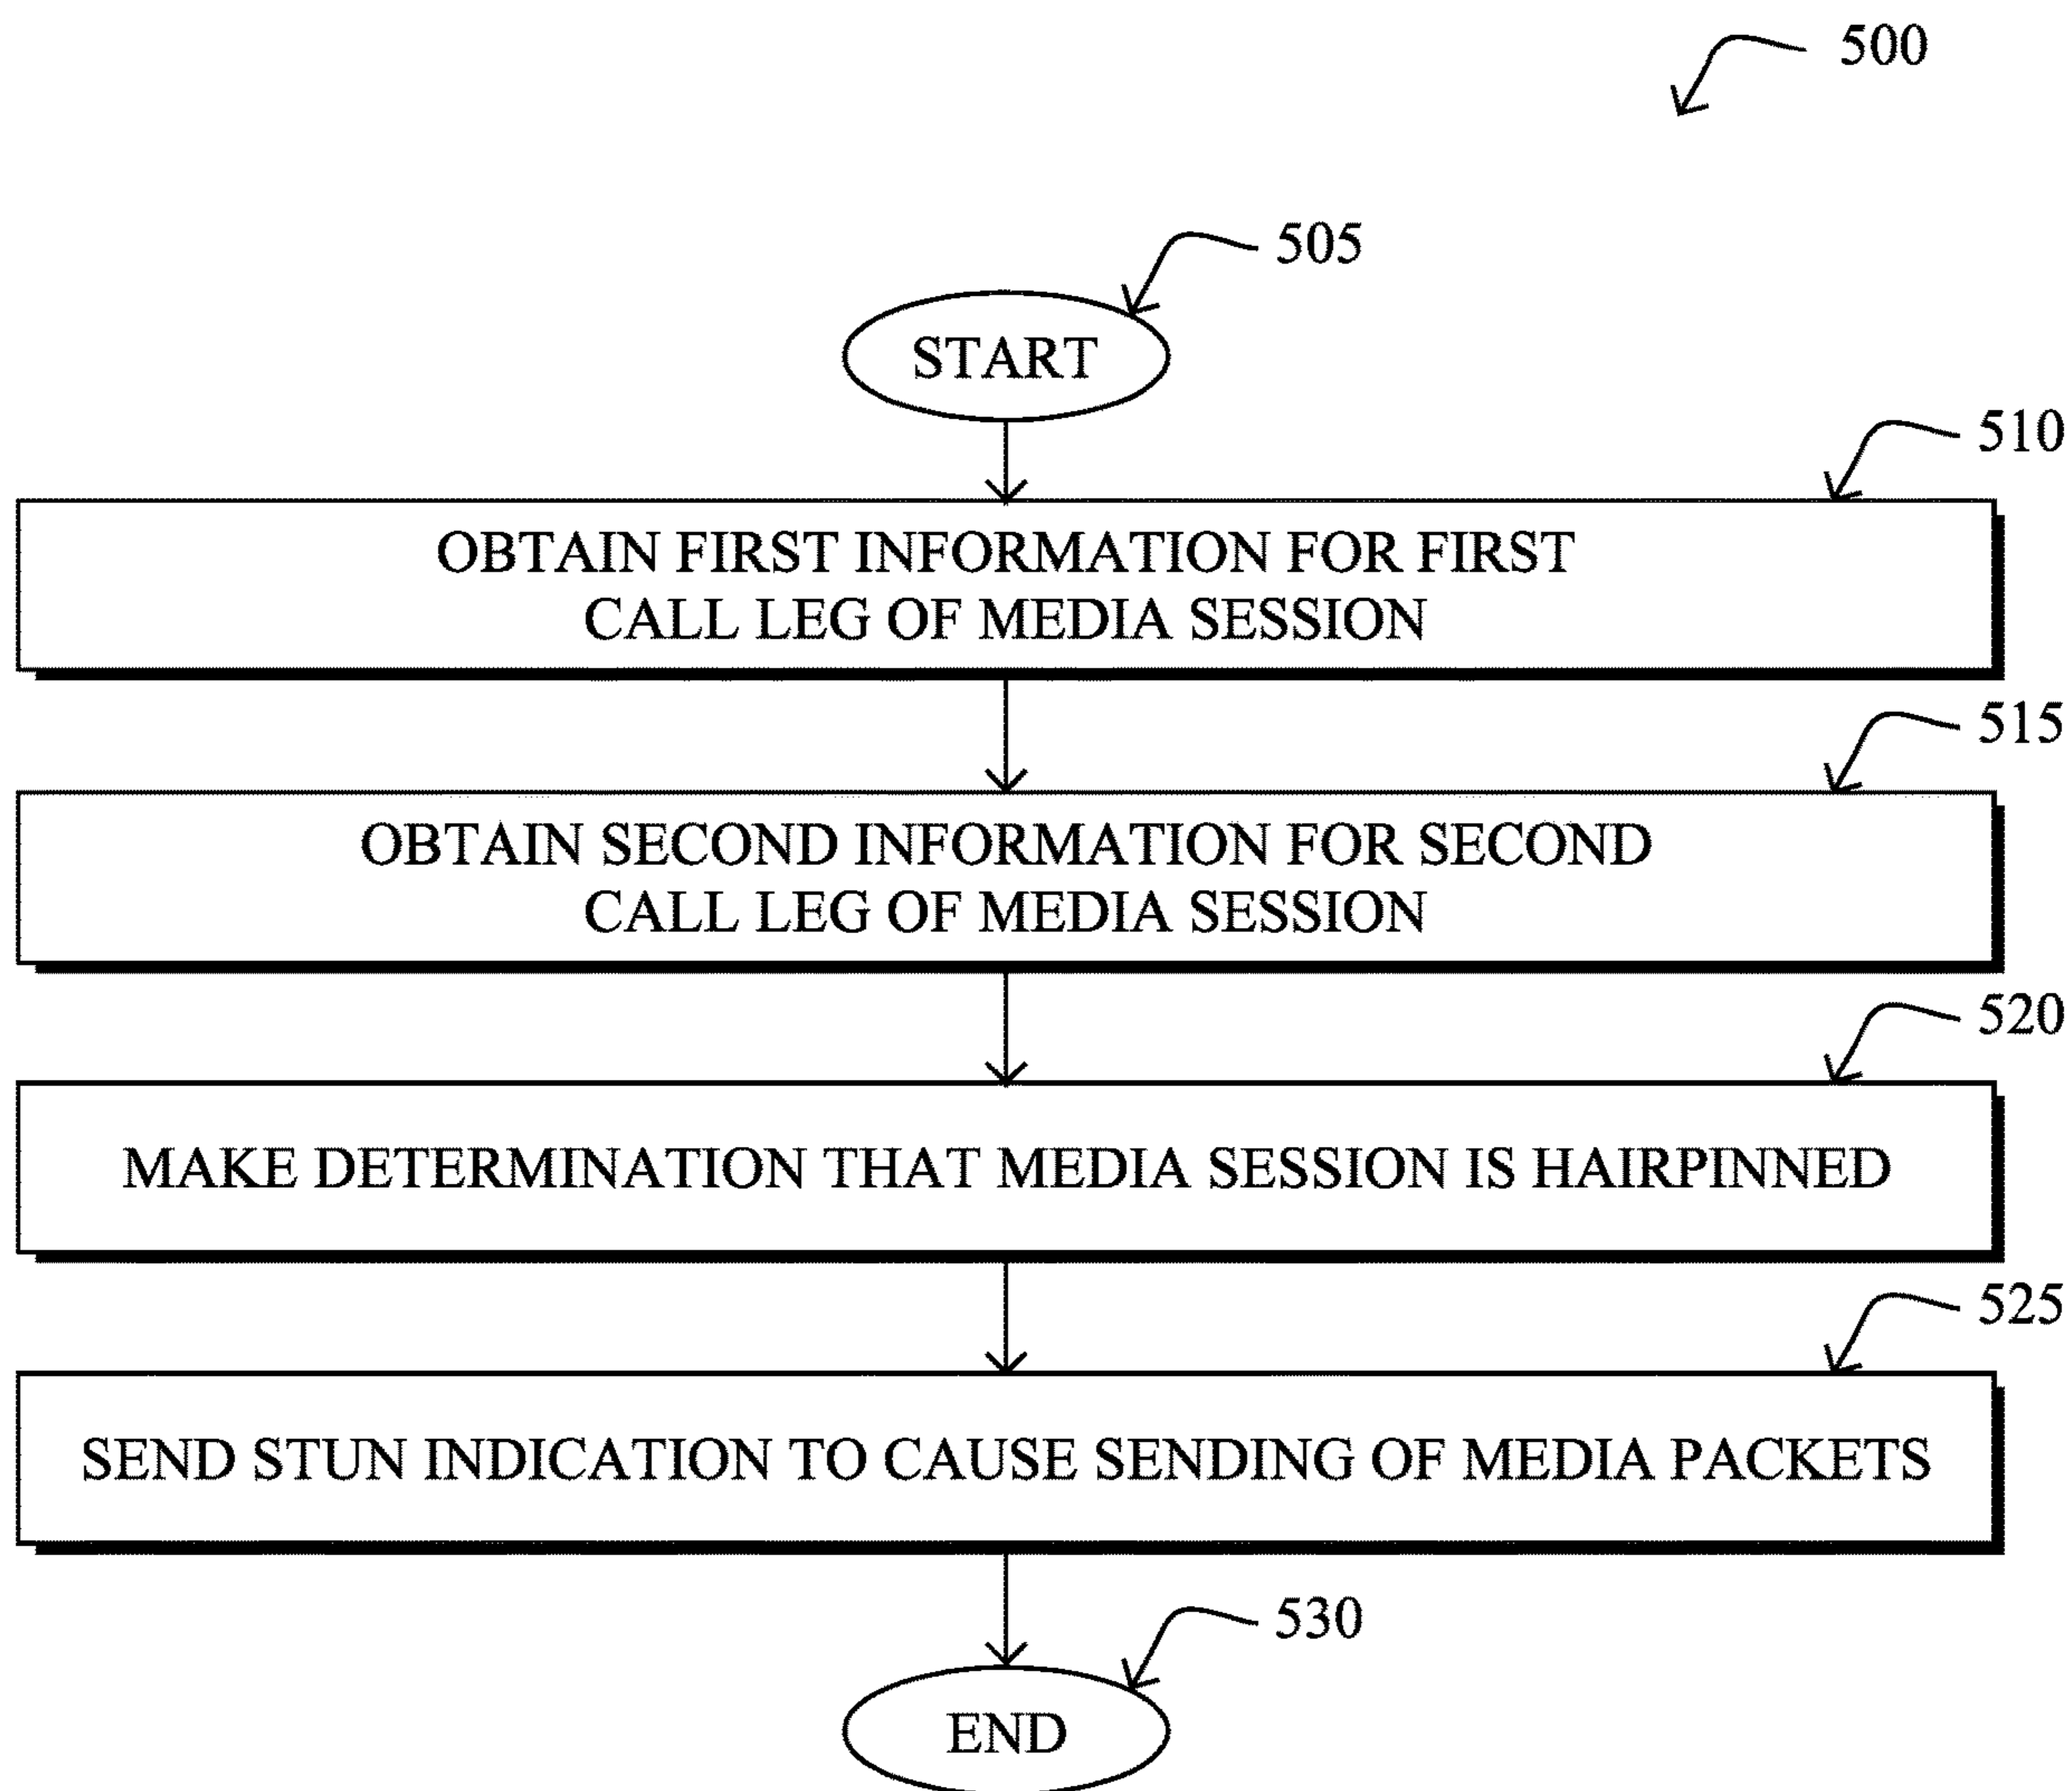 500
505
START
510
OBTAIN FIRST INFORMATION FOR FIRST
CALL LEG OF MEDIA SESSION
515
OBTAIN SECOND INFORMATION FOR SECOND
CALL LEG OF MEDIA SESSION
520
MAKE DETERMINATION THAT MEDIA SESSION IS HAIRPINNED
525
SEND STUN INDICATION TO CAUSE SENDING OF MEDIA PACKETS
530
END